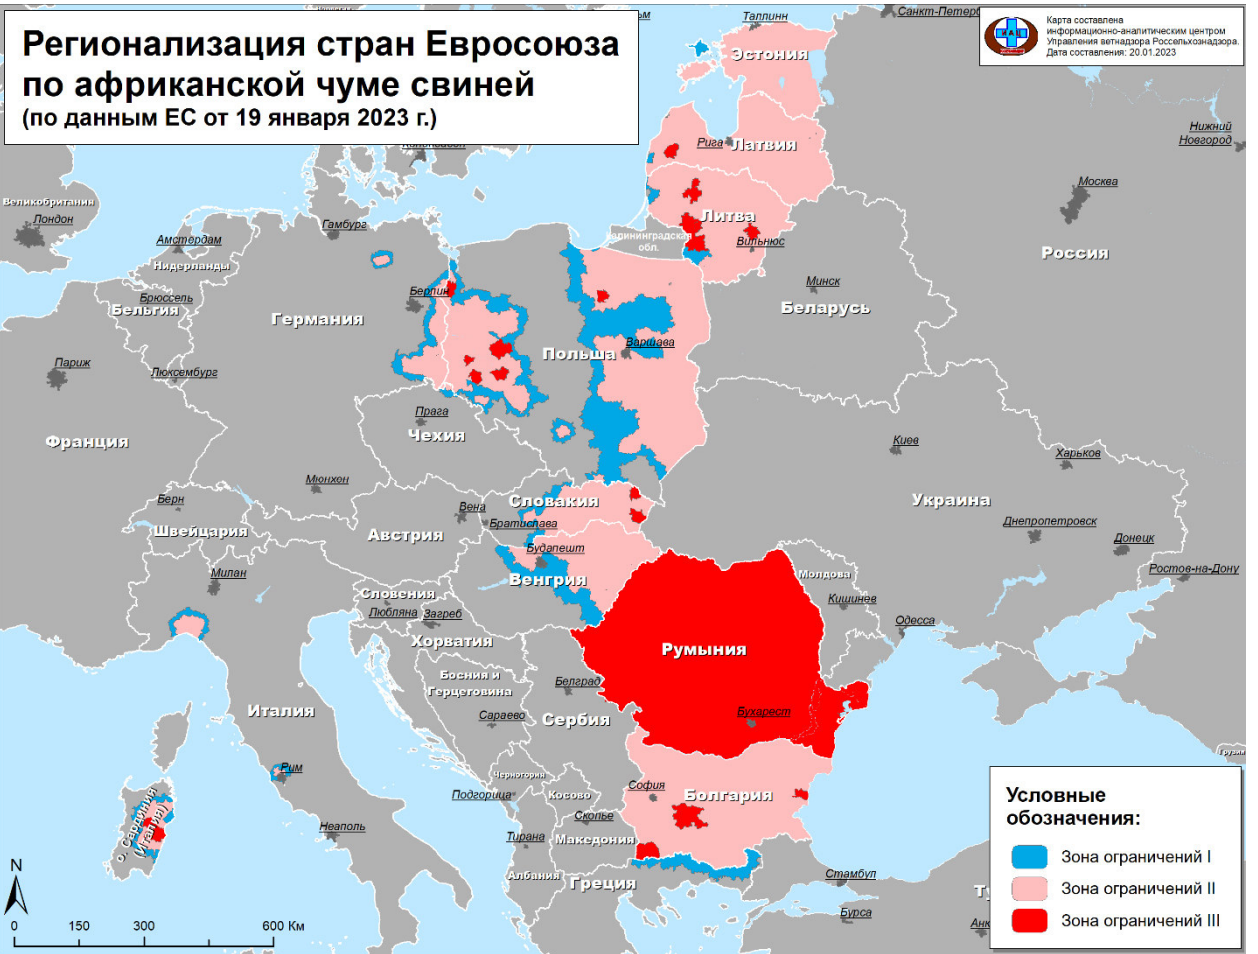 Регионализация стран Евросоюза
по африканской чуме свиней
(по данным ЕС от 19 января 2023 г.)
Карта составлена
информационно-аналитическим центром
Управления ветнадзора Россельхознадзора.
Дата составления: 20.01.2023
Таллинн
Эстония
Рига
Латвия
Нижний
Новгород
Москва
Великобритания
Лондон
Литва
Вильнюс
Калининградская
обл.
Гамбург
Амстердам
Нидерланды
Россия
Минск
Беларусь
Брюссель
Бельгия
Берлин
Германия
Польша
Варшава
Париж
Люксембург
Прага
Чехия
Франция
Киев
Харьков
Мюнхон
Берн
Швейцария
Вена
Австрия
Словакия
Братислава
Украина
Днепропетровск
Донецк
Ростов-на-Дону
Будапешт
Венгрия
Милан
Словения
Любляна
Загреб
Хорватия
Молдова
Кишинев
Одесса
Румыния
Бухарест
Босния и
Герцеговина
Сараево
Белград
Сербия
Италия
Рим
Неаполь
о. Сардиния
(Италия)
Черногория
Подгорица
Косово
Скопье
Македония
Тирана
Албания
София
Болгария
Греция
Стамбул
Бурса
Грузия
Условные
обозначения:
Зона ограничений I
Зона ограничений II
Зона ограничений III
N
0 150 300 600 Км